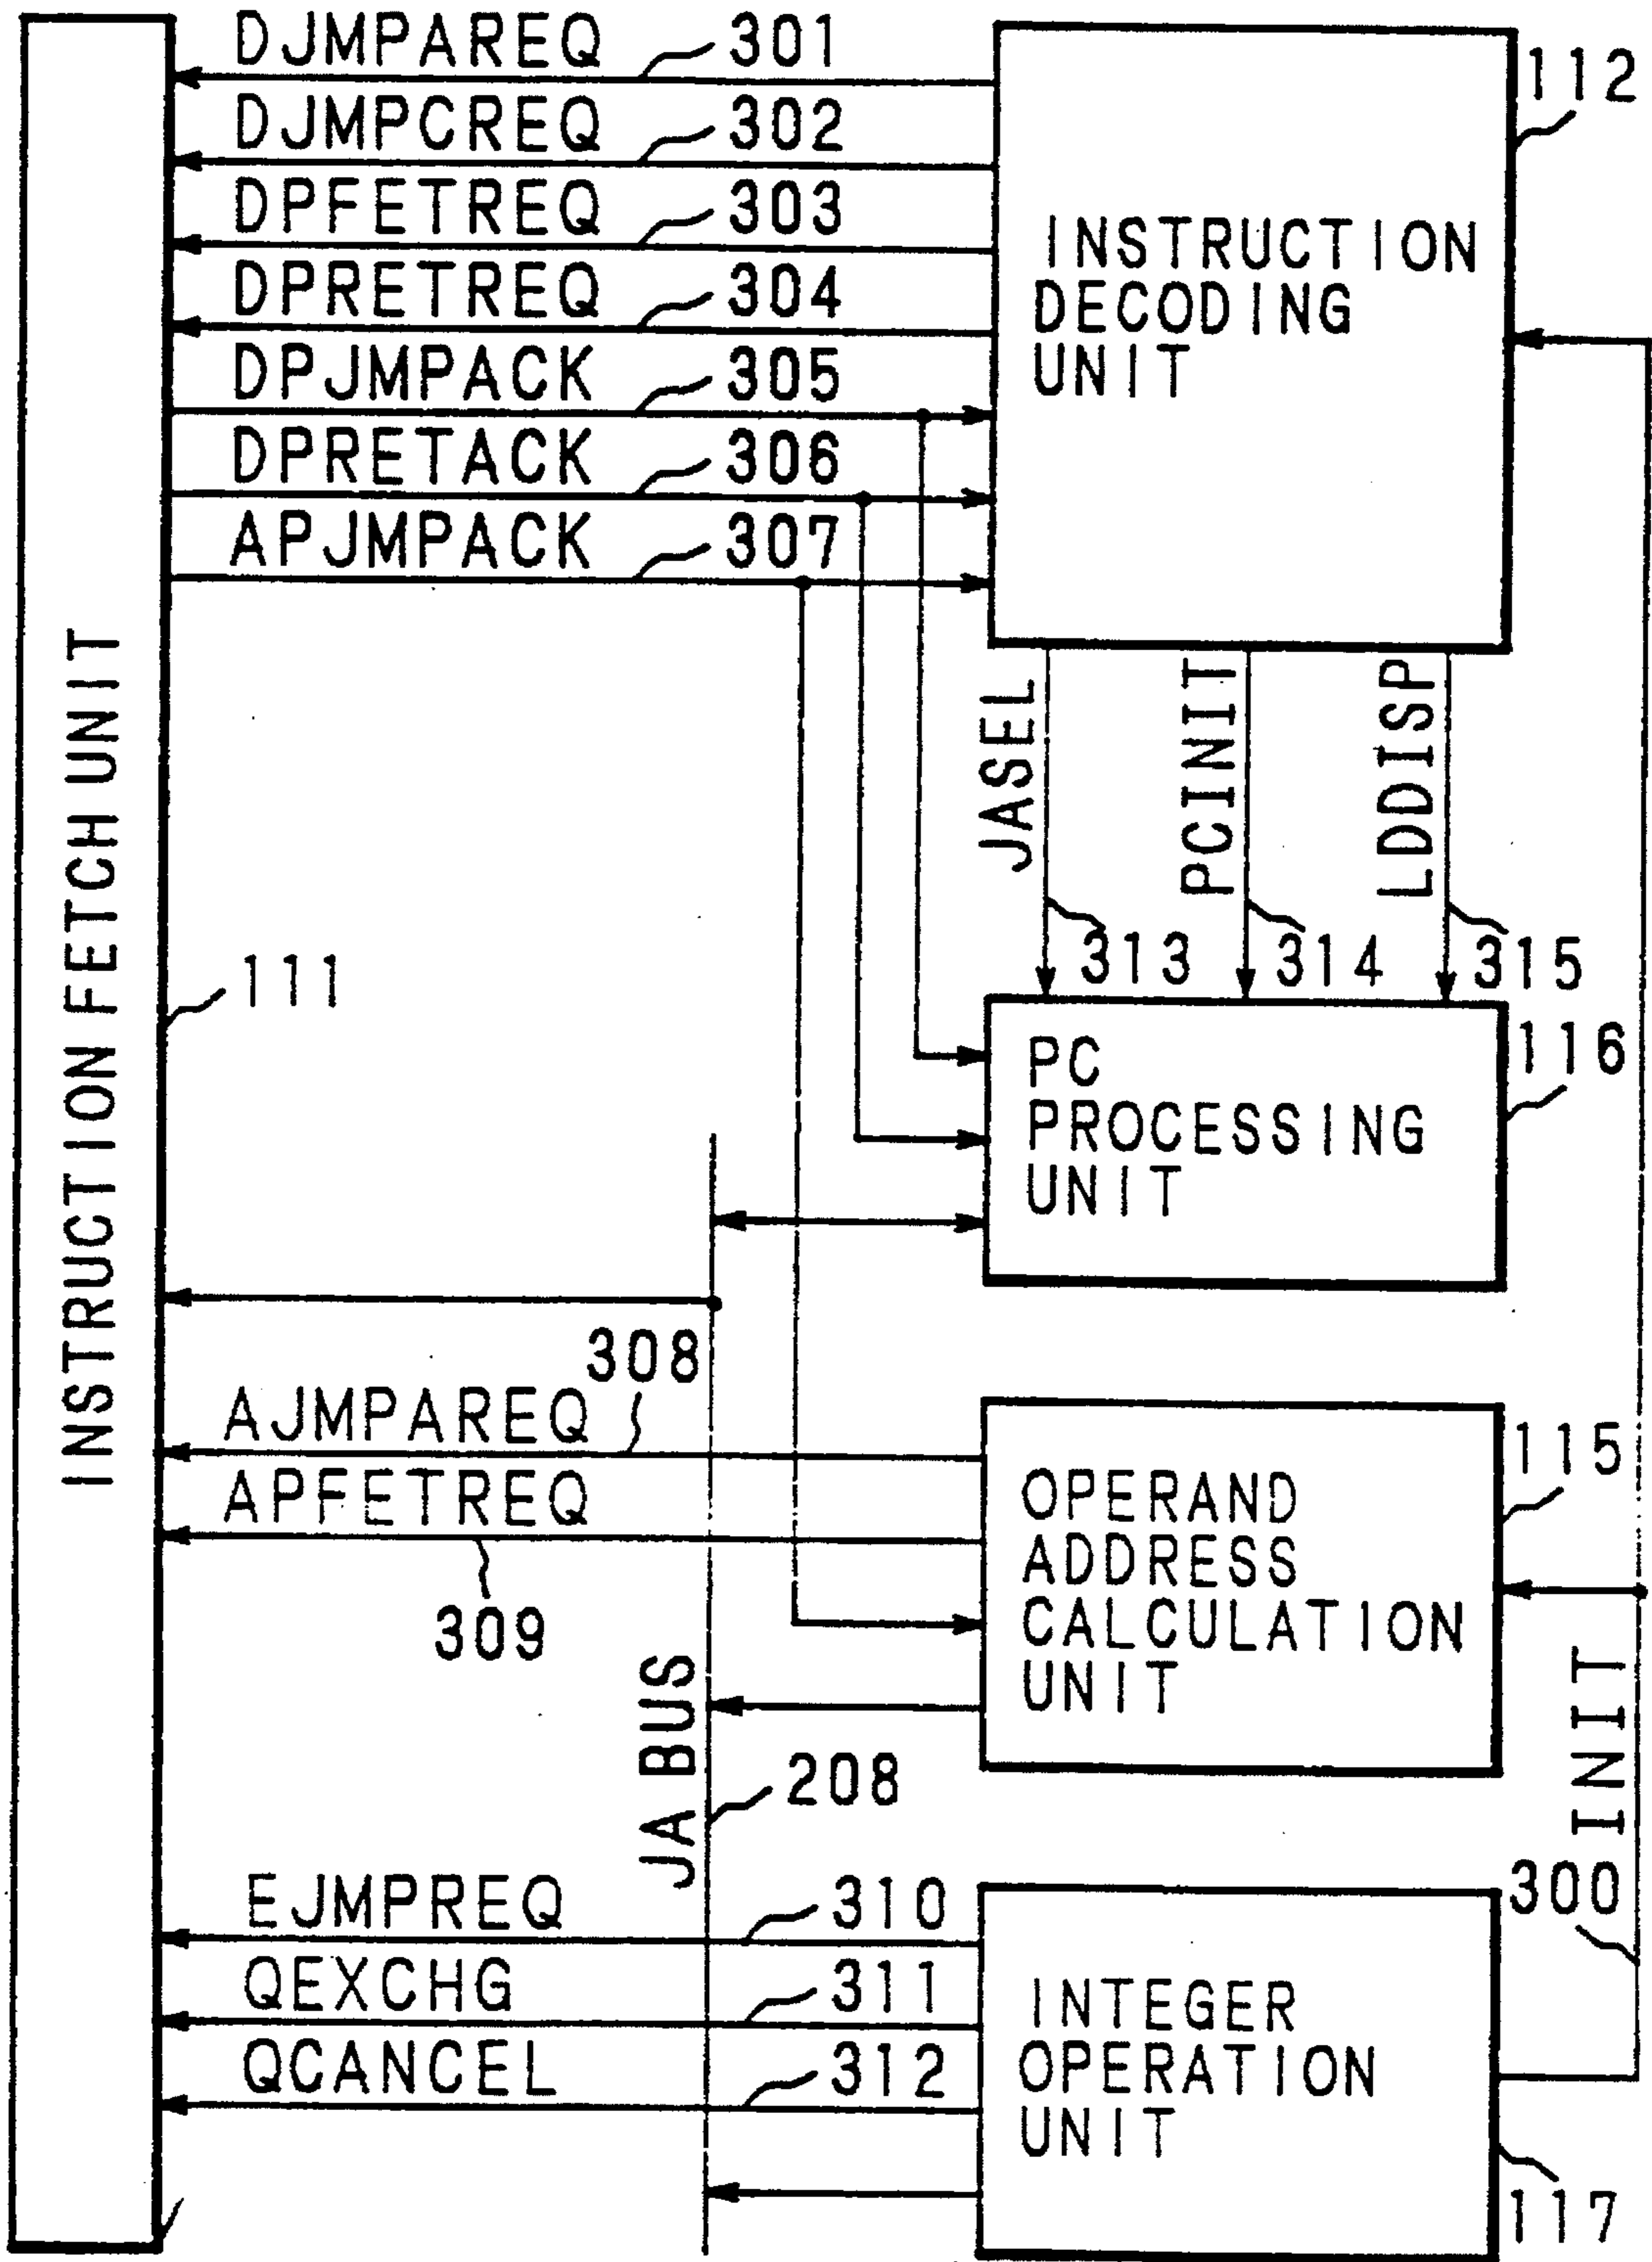 DJMPAREQ 301
DJMPCREQ 302
DPFETREQ 303
DPRETREQ 304
DPJMPACK 305
DPRETACK 306
APJMPACK 307
112
INSTRUCTION
DECODING
UNIT
INSTRUCTION FETCH UNIT
111
JASEL
PCINIT
LDDISP
313
314
315
116
PC
PROCESSING
UNIT
308
AJMPAREQ
APFETREQ
309
115
OPERAND
ADDRESS
CALCULATION
UNIT
JA BUS
208
INIT
300
EJMPREQ 310
QEXCHG 311
QCANCEL 312
INTEGER
OPERATION
UNIT
117